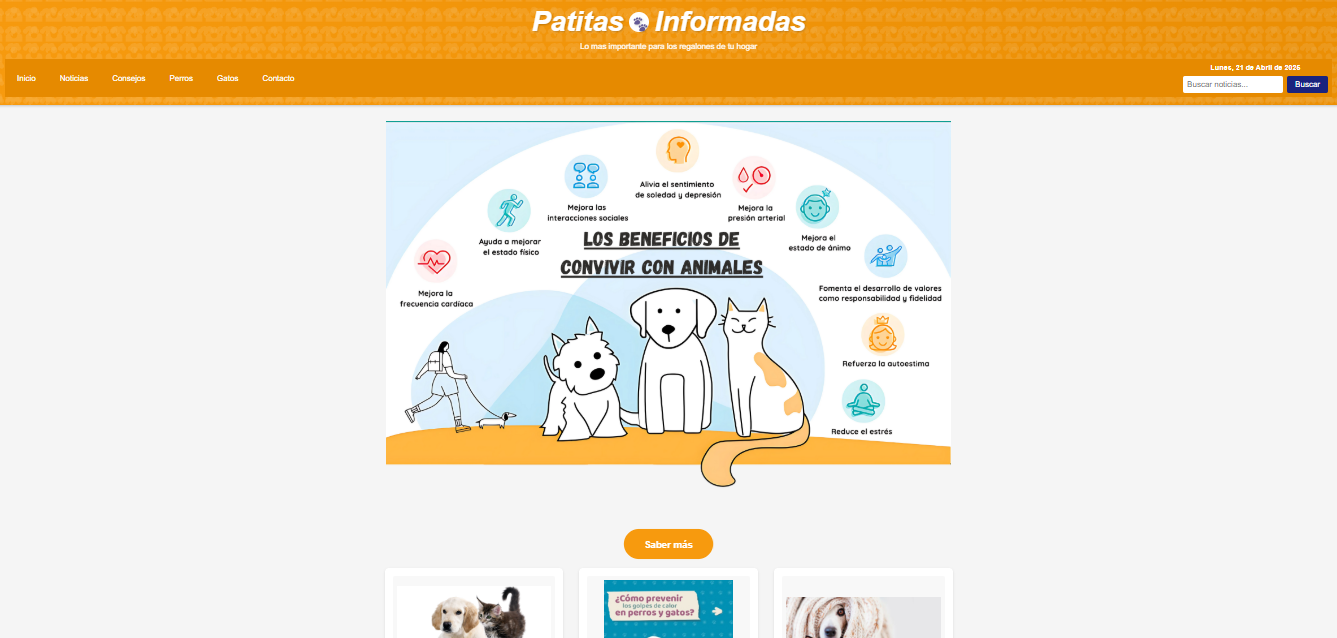 Patitas Informadas
Lo mas importante para los regalones de tu hogar
Inicio
Noticias
Consejos
Perros
Gatos
Contacto
Lunes, 21 de Abril de 2025
Buscar noticias...
Buscar
Alivia el sentimiento
de soledad y depresión
Mejora las
interacciones sociales
Mejora la
presión arterial
Ayuda a mejorar
el estado físico
Mejora el
estado de ánimo
LOS BENEFICIOS DE
CONVIVIR CON ANIMALES
Mejora la
frecuencia cardíaca
Fomenta el desarrollo de valores
como responsabilidad y fidelidad
Refuerza la autoestima
Reduce el estrés
Saber más
¿Cómo prevenir
los golpes de calor
en perros y gatos?